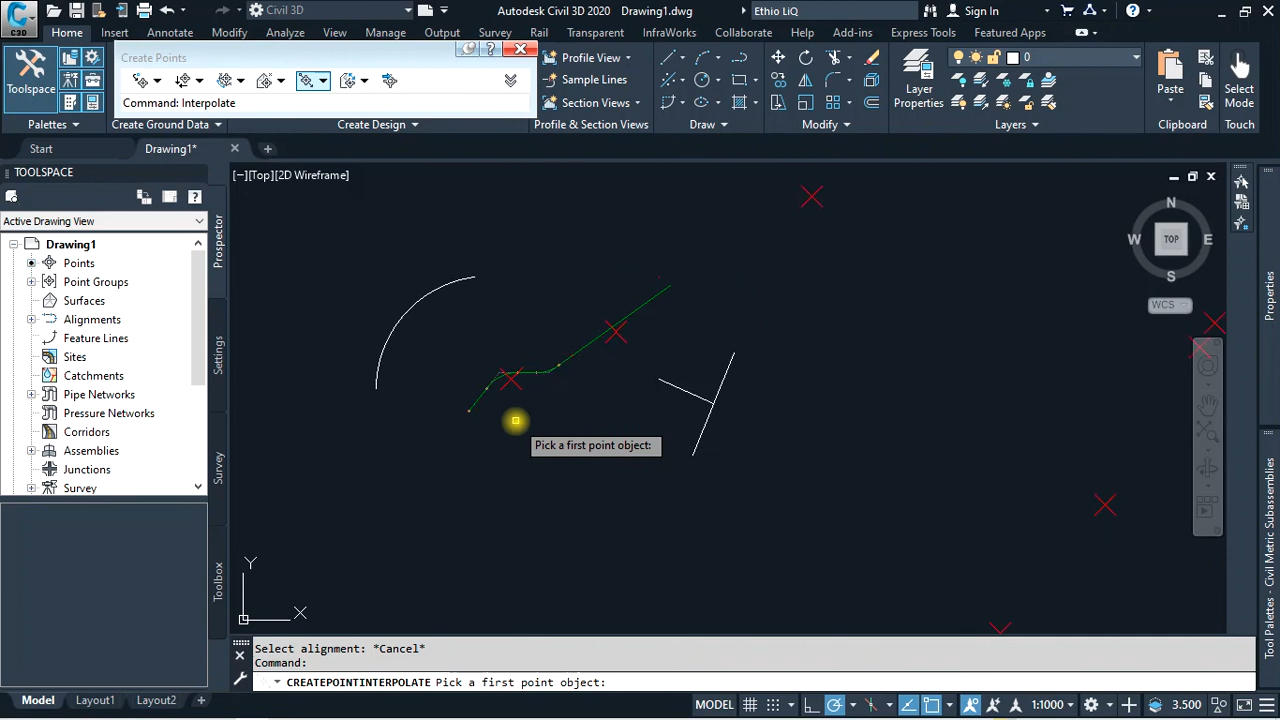 Civil 3D
Autodesk Civil 3D 2020 Drawing1.dwg
Ethio LiQ
Sign In
C3D
Home Insert Annotate Modify Analyze View Manage Output Survey Rail Transparent InfraWorks Collaborate Help Add-ins Express Tools Featured Apps
Toolspace
Palettes
Create Points
Command: Interpolate
Create Ground Data
Create Design
Profile View
Sample Lines
Section Views
Profile & Section Views
Draw
Modify
Layer
Properties
0
Layers
Paste
Clipboard
Select
Mode
Touch
Start
Drawing1*
TOOLSPACE
Active Drawing View
Drawing1
Points
Point Groups
Surfaces
Alignments
Feature Lines
Sites
Catchments
Pipe Networks
Pressure Networks
Corridors
Assemblies
Junctions
Survey
Prospector
Settings
Survey
Toolbox
[−][Top][2D Wireframe]
N
W TOP E
S
WCS
Pick a first point object:
Y
X
Properties
Tool Palettes - Civil Metric Subassemblies
Select alignment: *Cancel*
Command:
CREATEPOINTINTERPOLATE Pick a first point object:
Model Layout1 Layout2
MODEL
1:1000
3.500